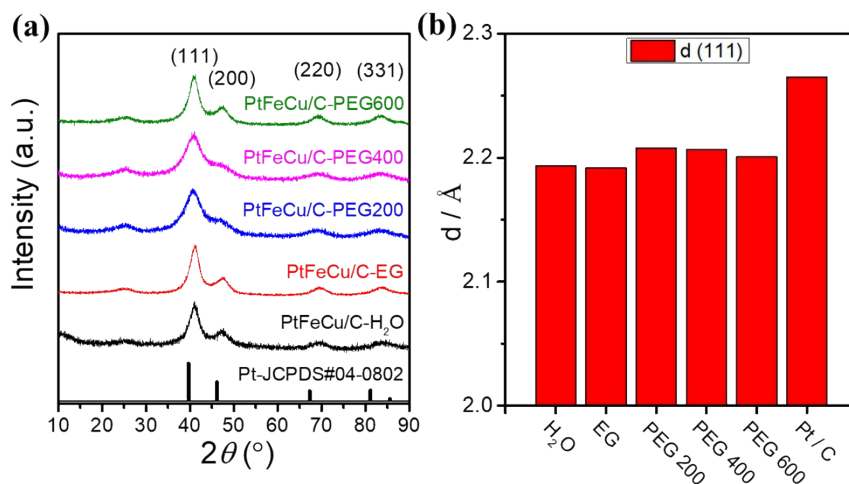 (a)
(111)
(200)
(220)
(331)
PtFeCu/C-PEG600
PtFeCu/C-PEG400
PtFeCu/C-PEG200
PtFeCu/C-EG
PtFeCu/C-H₂O
Pt-JCPDS#04-0802
Intensity (a.u.)
10 20 30 40 50 60 70 80 90
2θ (°)
(b)
d (111)
2.3
2.2
2.1
2.0
d / Å
H₂O
EG
PEG 200
PEG 400
PEG 600
Pt / C